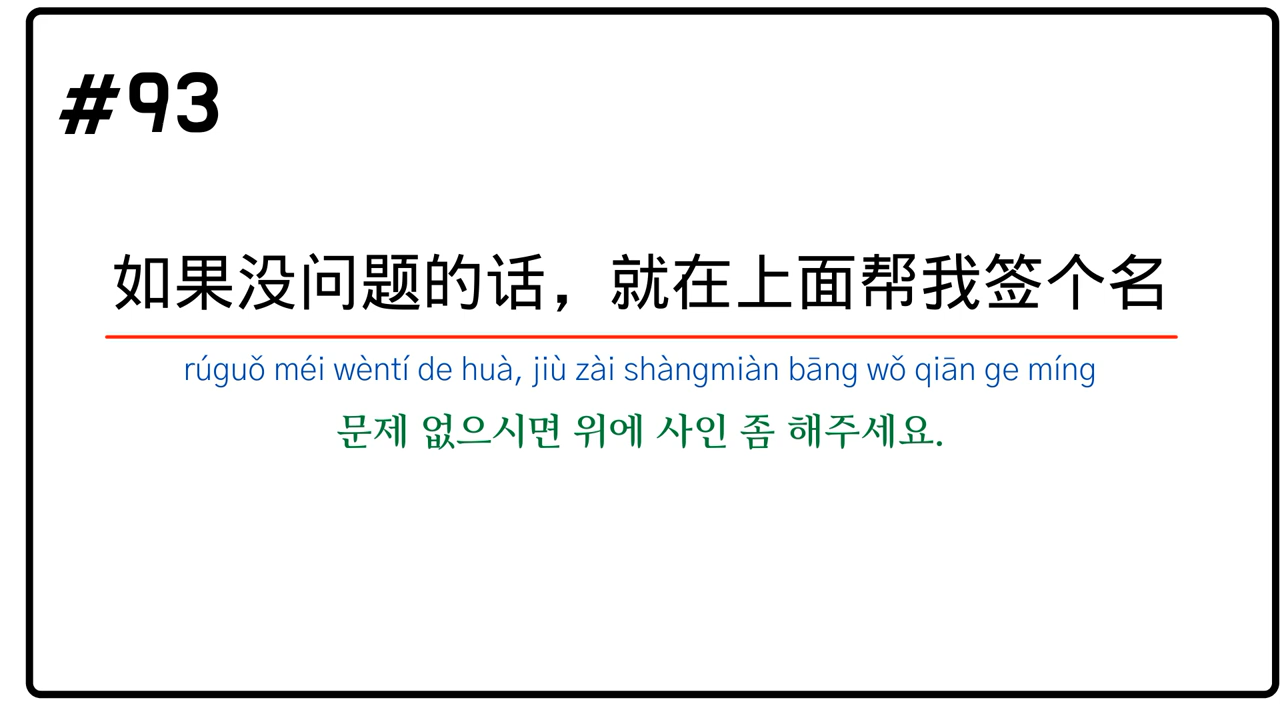 #93
如果没问题的话，就在上面帮我签个名
rúguǒ méi wèntí de huà, jiù zài shàngmiàn bāng wǒ qiān ge míng
문제 없으시면 위에 사인 좀 해주세요.